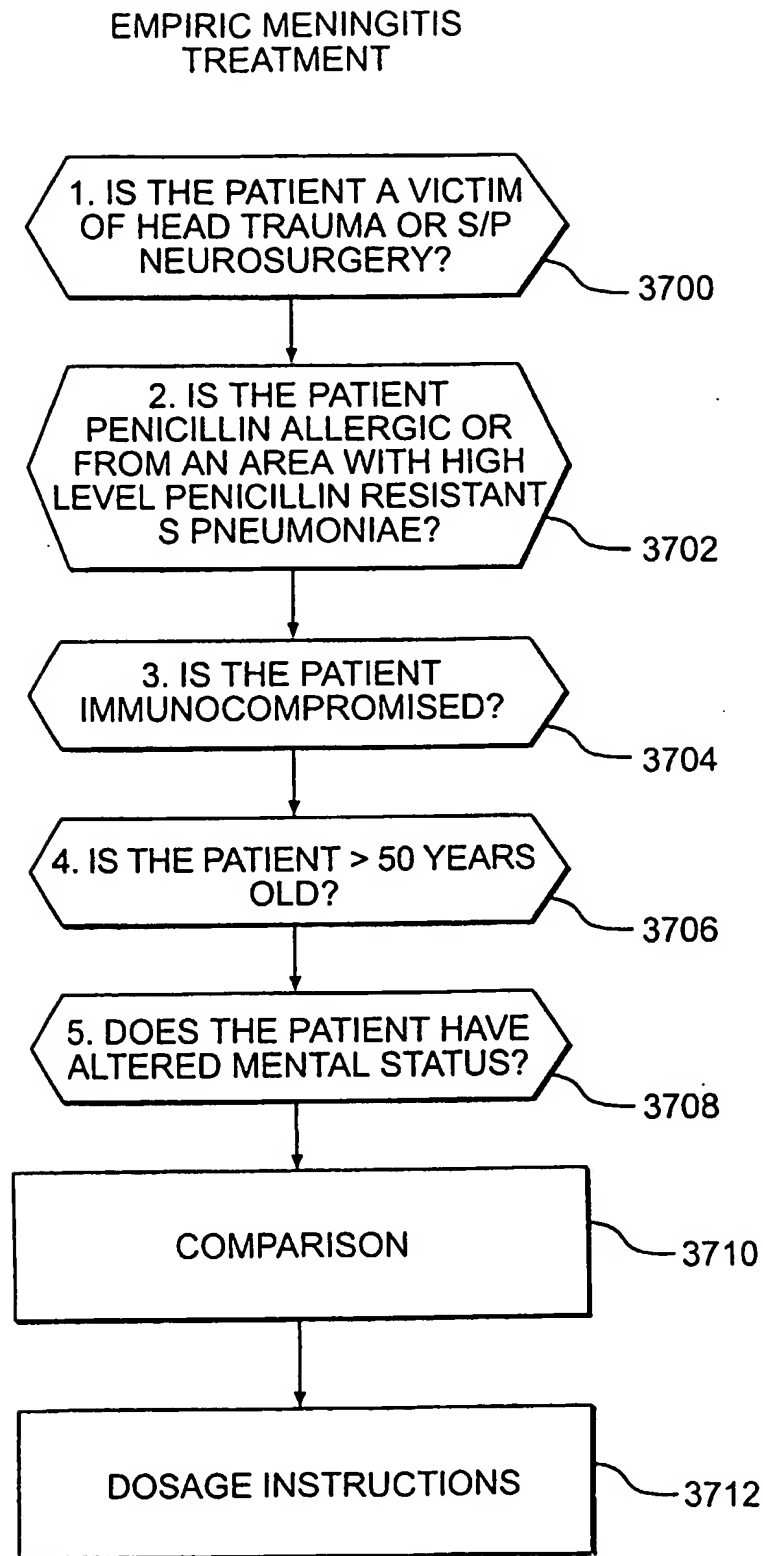 EMPIRIC MENINGITIS
TREATMENT
1. IS THE PATIENT A VICTIM
OF HEAD TRAUMA OR S/P
NEUROSURGERY?
3700
2. IS THE PATIENT
PENICILLIN ALLERGIC OR
FROM AN AREA WITH HIGH
LEVEL PENICILLIN RESISTANT
S PNEUMONIAE?
3702
3. IS THE PATIENT
IMMUNOCOMPROMISED?
3704
4. IS THE PATIENT > 50 YEARS
OLD?
3706
5. DOES THE PATIENT HAVE
ALTERED MENTAL STATUS?
3708
COMPARISON
3710
DOSAGE INSTRUCTIONS
3712